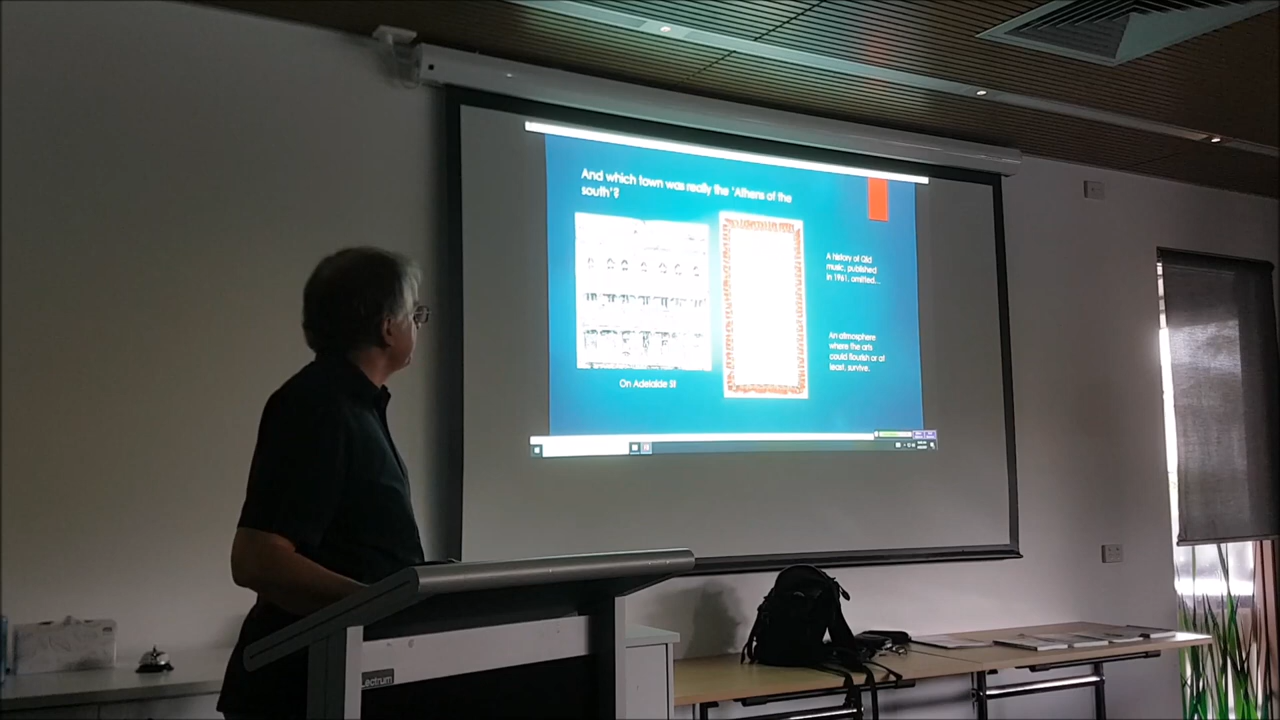 And which town was really the 'Athens of the
south'?
A history of Qld
music, published
in 1961, omitted...
An atmosphere
where the arts
could flourish or at
least, survive.
On Adelaide St
Lectrum